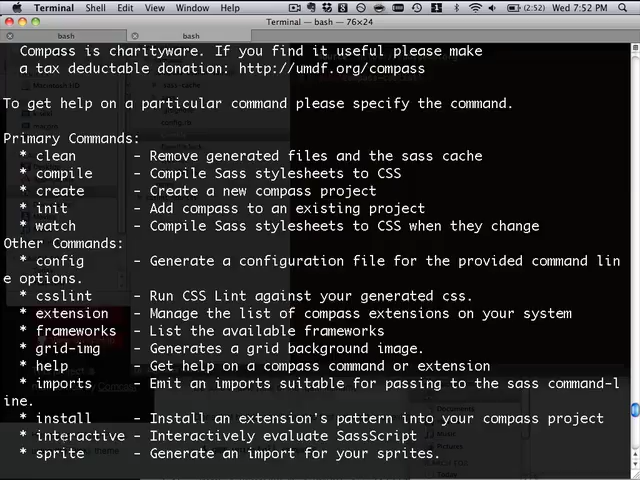 Terminal Shell Edit View Window Help (2:52) Wed 7:52 PM
Terminal — bash — 76×24
bash bash
Compass is charityware. If you find it useful please make
a tax deductable donation: http://umdf.org/compass
To get help on a particular command please specify the command.
Primary Commands:
* clean - Remove generated files and the sass cache
* compile - Compile Sass stylesheets to CSS
* create - Create a new compass project
* init - Add compass to an existing project
* watch - Compile Sass stylesheets to CSS when they change
Other Commands:
* config - Generate a configuration file for the provided command lin
e options.
* csslint - Run CSS Lint against your generated css.
* extension - Manage the list of compass extensions on your system
* frameworks - List the available frameworks
* grid-img - Generates a grid background image.
* help - Get help on a compass command or extension
* imports - Emit an imports suitable for passing to the sass command-l
ine.
* install - Install an extension's pattern into your compass project
* interactive - Interactively evaluate SassScript
* sprite - Generate an import for your sprites.